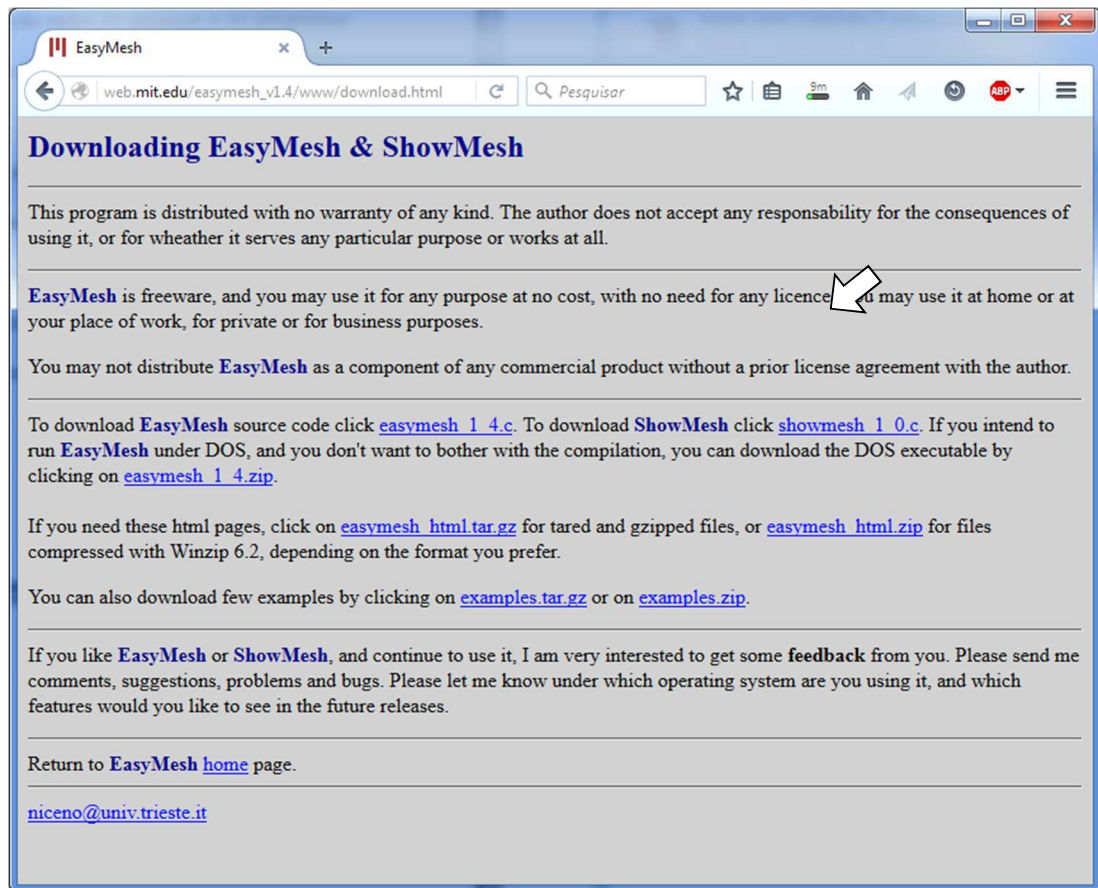 EasyMesh
web.mit.edu/easymesh_v1.4/www/download.html
Pesquisar
9m
ABP
Downloading EasyMesh & ShowMesh
This program is distributed with no warranty of any kind. The author does not accept any responsability for the consequences of
using it, or for wheather it serves any particular purpose or works at all.
EasyMesh is freeware, and you may use it for any purpose at no cost, with no need for any licence may use it at home or at
your place of work, for private or for business purposes.
You may not distribute EasyMesh as a component of any commercial product without a prior license agreement with the author.
To download EasyMesh source code click easymesh_1_4.c. To download ShowMesh click showmesh_1_0.c. If you intend to
run EasyMesh under DOS, and you don't want to bother with the compilation, you can download the DOS executable by
clicking on easymesh_1_4.zip.
If you need these html pages, click on easymesh_html.tar.gz for tared and gzipped files, or easymesh_html.zip for files
compressed with Winzip 6.2, depending on the format you prefer.
You can also download few examples by clicking on examples.tar.gz or on examples.zip.
If you like EasyMesh or ShowMesh, and continue to use it, I am very interested to get some feedback from you. Please send me
comments, suggestions, problems and bugs. Please let me know under which operating system are you using it, and which
features would you like to see in the future releases.
Return to EasyMesh home page.
niceno@univ.trieste.it